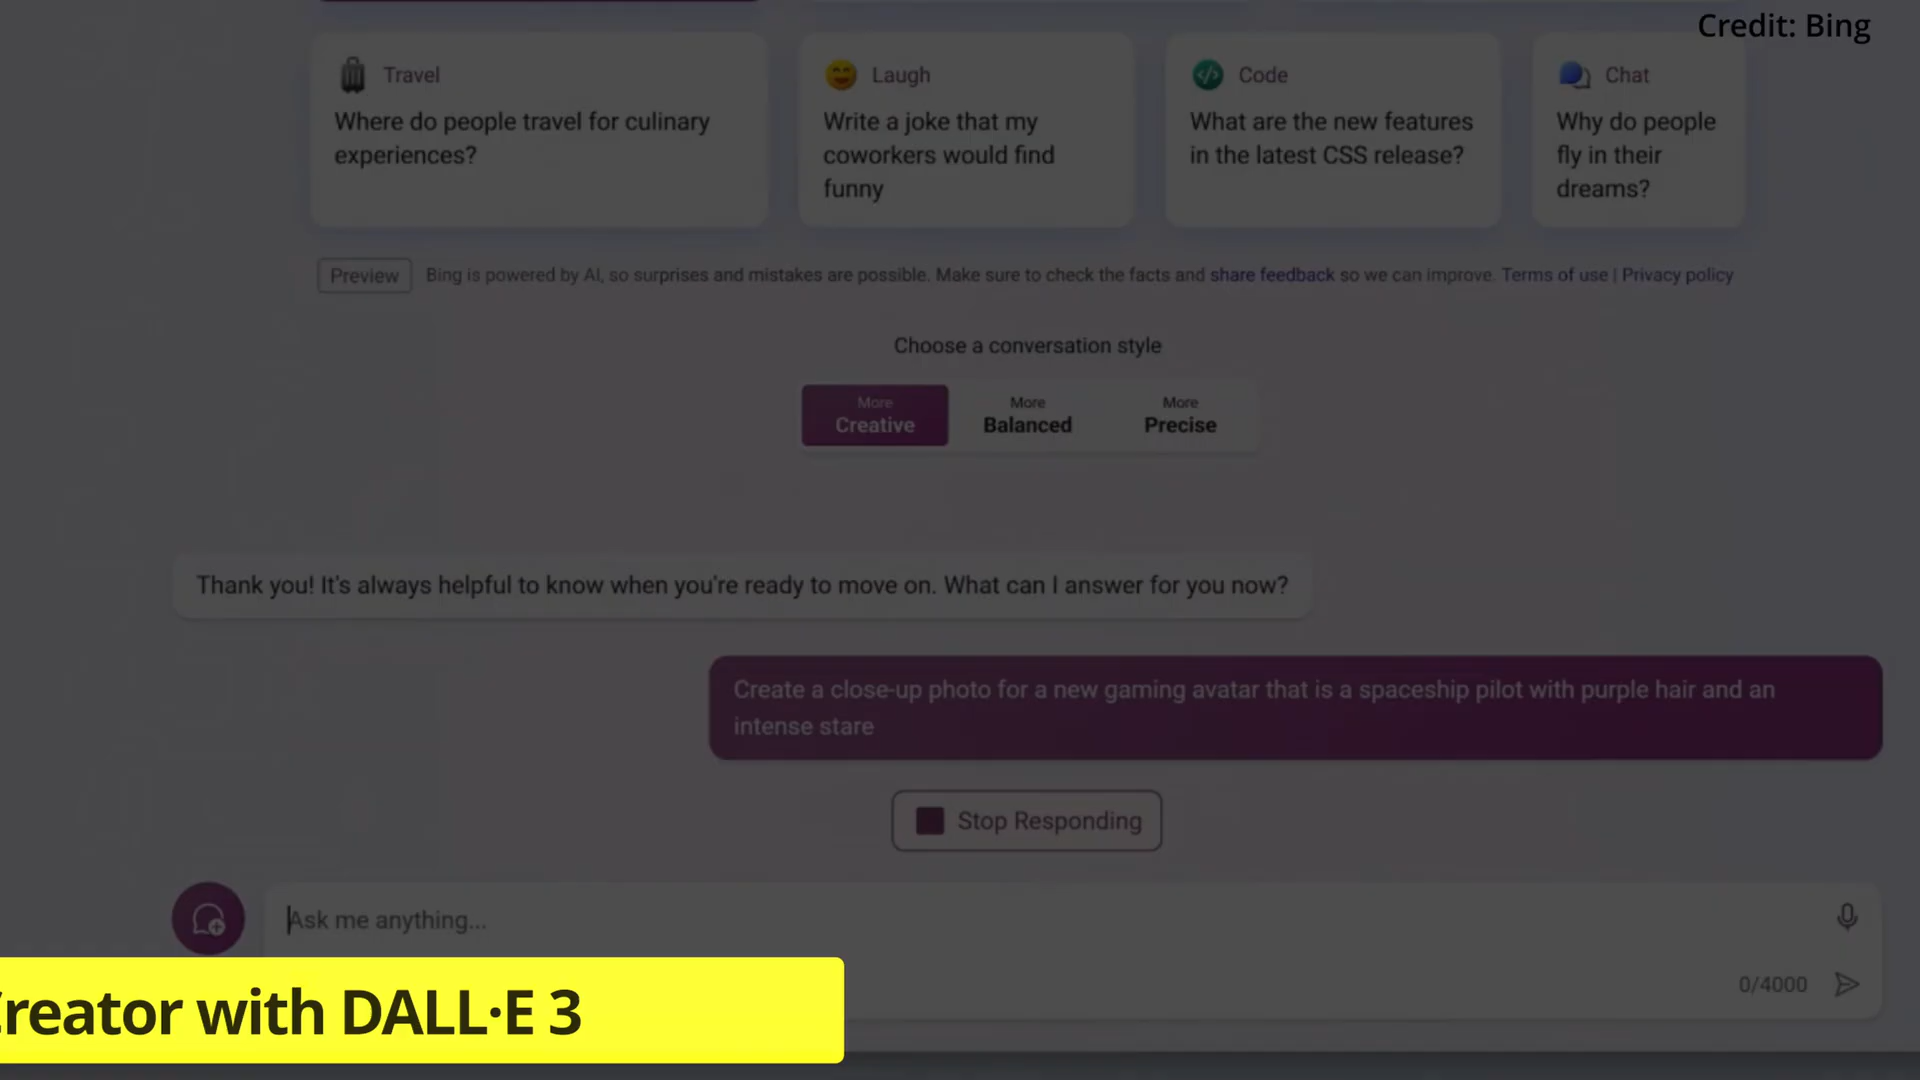 Credit: Bing
Travel
Where do people travel for culinary
experiences?
Laugh
Write a joke that my
coworkers would find
funny
Code
What are the new features
in the latest CSS release?
Chat
Why do people
fly in their
dreams?
Preview
Bing is powered by AI, so surprises and mistakes are possible. Make sure to check the facts and share feedback so we can improve. Terms of use | Privacy policy
Choose a conversation style
More
Creative
More
Balanced
More
Precise
Thank you! It's always helpful to know when you're ready to move on. What can I answer for you now?
Create a close-up photo for a new gaming avatar that is a spaceship pilot with purple hair and an
intense stare
Stop Responding
Ask me anything...
0/4000
reator with DALL·E 3